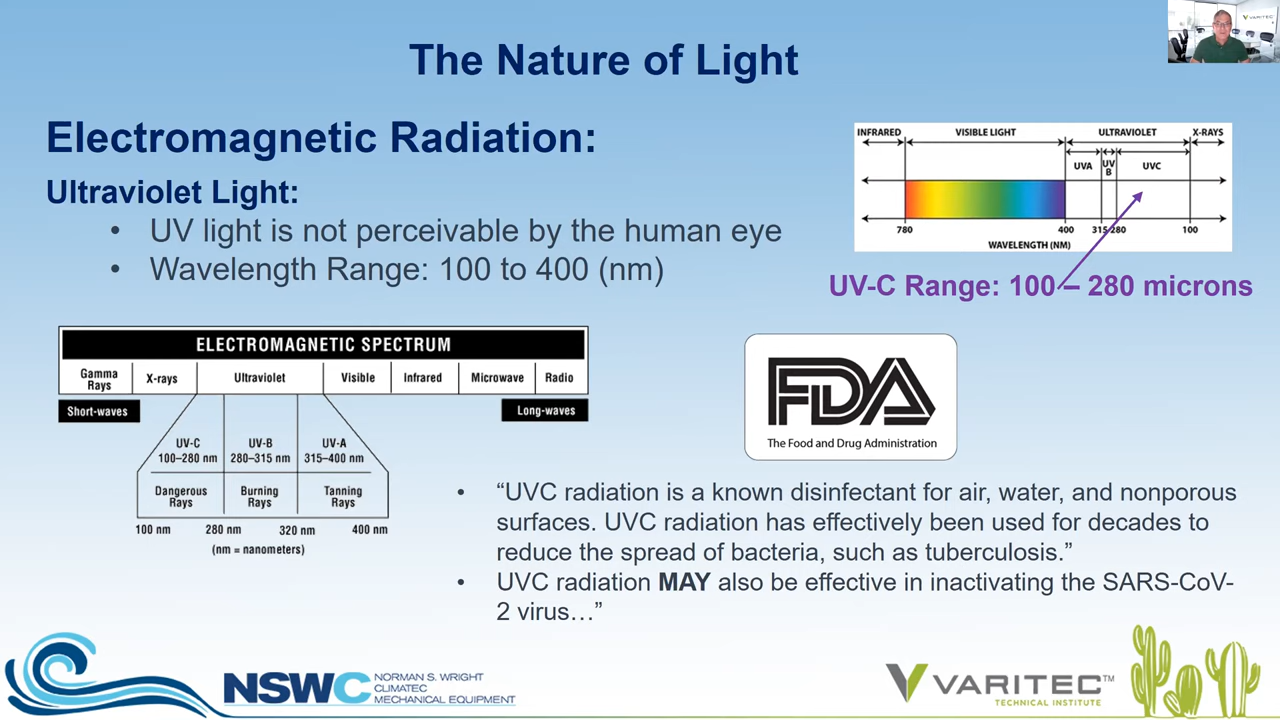 The Nature of Light
VARITEC
Electromagnetic Radiation:
Ultraviolet Light:
• UV light is not perceivable by the human eye
• Wavelength Range: 100 to 400 (nm)
INFRARED VISIBLE LIGHT ULTRAVIOLET X-RAYS
UVA UV B UVC
780 400 315 280 100
WAVELENGTH (NM)
UV-C Range: 100 – 280 microns
ELECTROMAGNETIC SPECTRUM
Gamma Rays X-rays Ultraviolet Visible Infrared Microwave Radio
Short-waves Long-waves
UV-C UV-B UV-A
100–280 nm 280–315 nm 315–400 nm
Dangerous Rays Burning Rays Tanning Rays
100 nm 280 nm 320 nm 400 nm
(nm = nanometers)
FDA
The Food and Drug Administration
• “UVC radiation is a known disinfectant for air, water, and nonporous
surfaces. UVC radiation has effectively been used for decades to
reduce the spread of bacteria, such as tuberculosis.”
• UVC radiation MAY also be effective in inactivating the SARS-CoV-
2 virus…”
NSWC
NORMAN S. WRIGHT
CLIMATEC
MECHANICAL EQUIPMENT
VARITEC™
TECHNICAL INSTITUTE